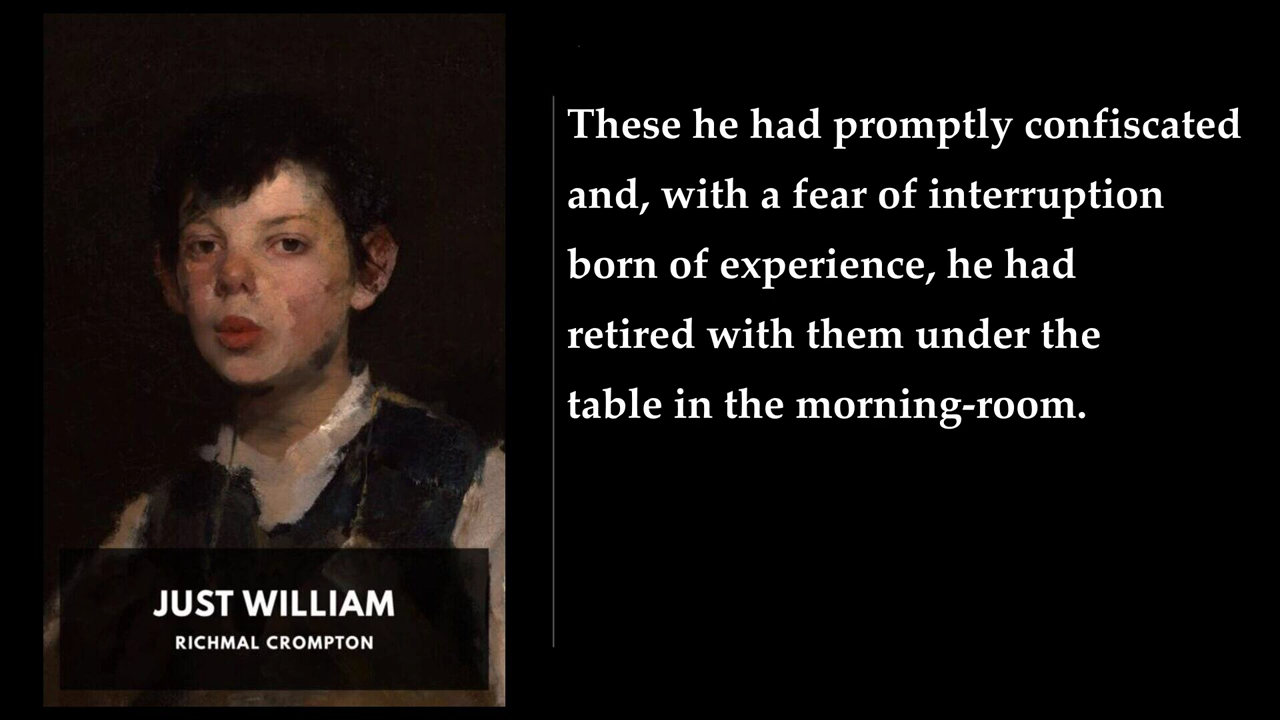 JUST WILLIAM
RICHMAL CROMPTON
These he had promptly confiscated
and, with a fear of interruption
born of experience, he had
retired with them under the
table in the morning-room.